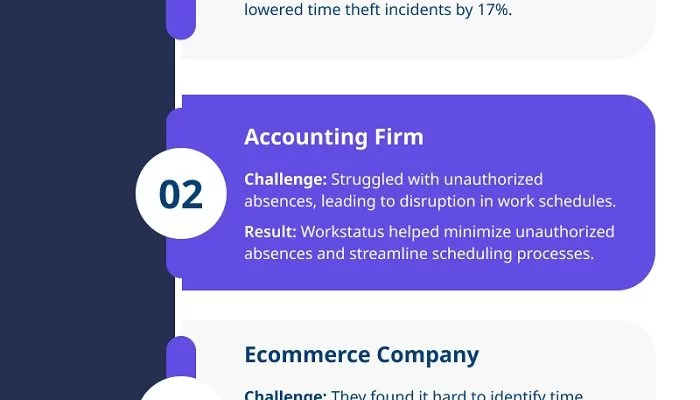 lowered time theft incidents by 17%.
02
Accounting Firm
Challenge: Struggled with unauthorized
absences, leading to disruption in work schedules.
Result: Workstatus helped minimize unauthorized
absences and streamline scheduling processes.
Ecommerce Company
Challenge: They found it hard to identify time